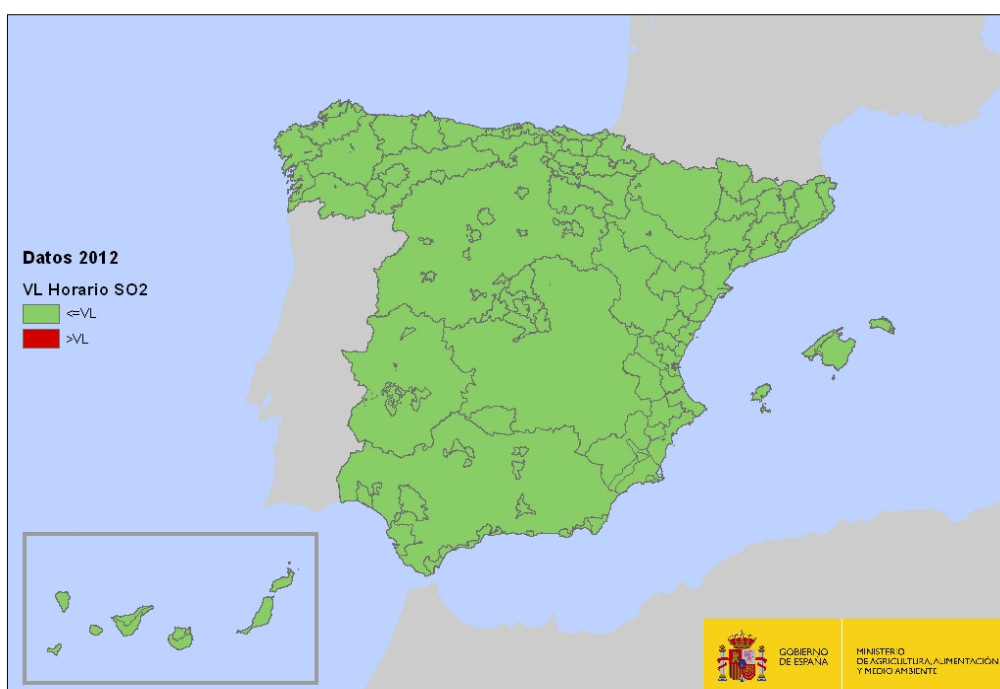 Datos 2012
VL Horario SO2
<=VL
>VL
GOBIERNO
DE ESPAÑA
MINISTERIO
DE AGRICULTURA, ALIMENTACIÓN
Y MEDIO AMBIENTE